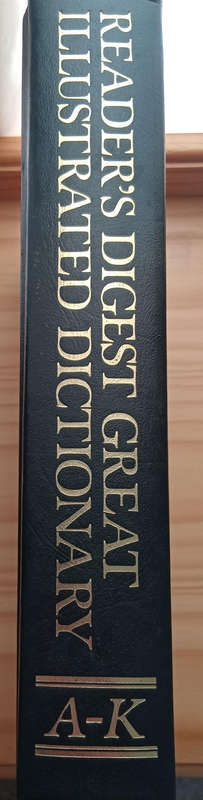 READER'S DIGEST GREAT
ILLUSTRATED DICTIONARY
A-K